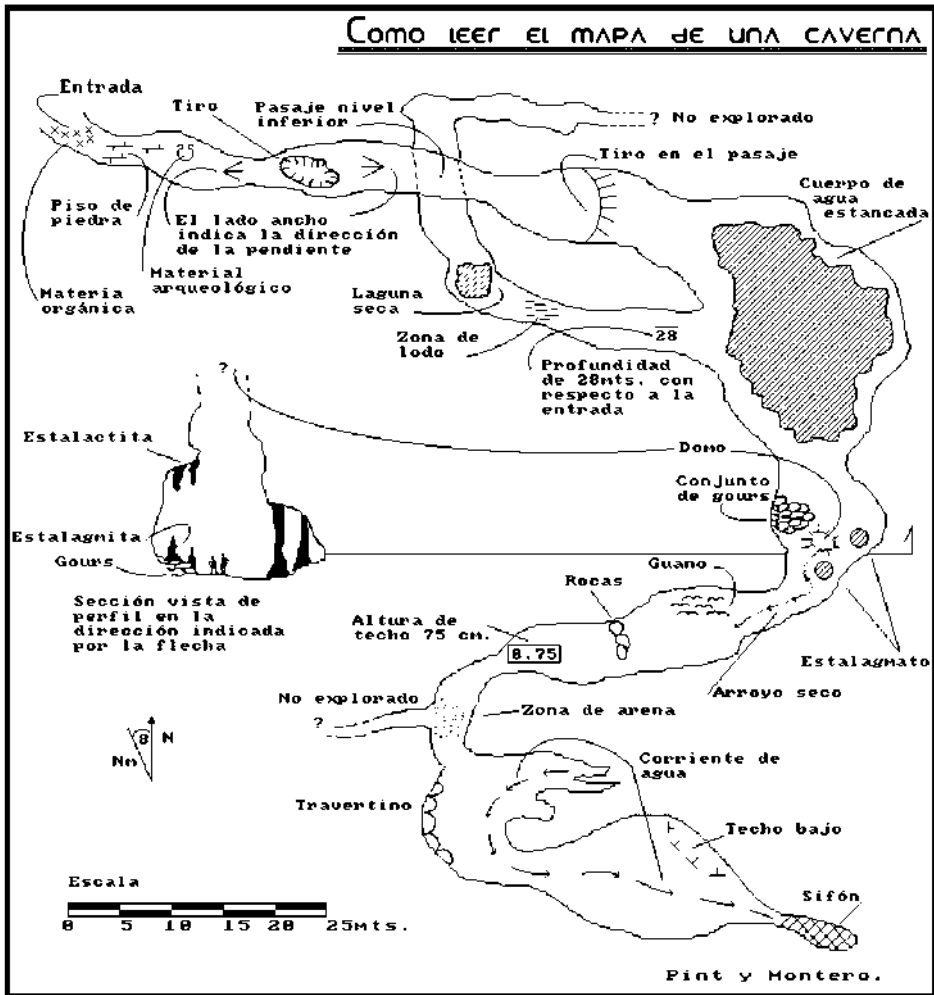 Como leer el mapa de una caverna
Entrada
Tiro
Pasaje nivel
inferior
? No explorado
Tiro en el pasaje
Cuerpo de
agua
estancada
Piso de
piedra
El lado ancho
indica la dirección
de la pendiente
Material
arqueológico
Materia
orgánica
Laguna
seca
Zona de
lodo
28
Profundidad
de 28mts. con
respecto a la
entrada
?
Estalactita
Domo
Conjunto
de gours
Estalagmita
Gours
Guano
Rocas
Sección vista de
perfil en la
dirección indicada
por la flecha
Altura de
techo 75 cm.
0.75
Estalagmato
Arroyo seco
No explorado
?
Zona de arena
8 N
Nm
Corriente de
agua
Travertino
Techo bajo
Escala
0 5 10 15 20 25mts.
Sifón
Pint y Montero.